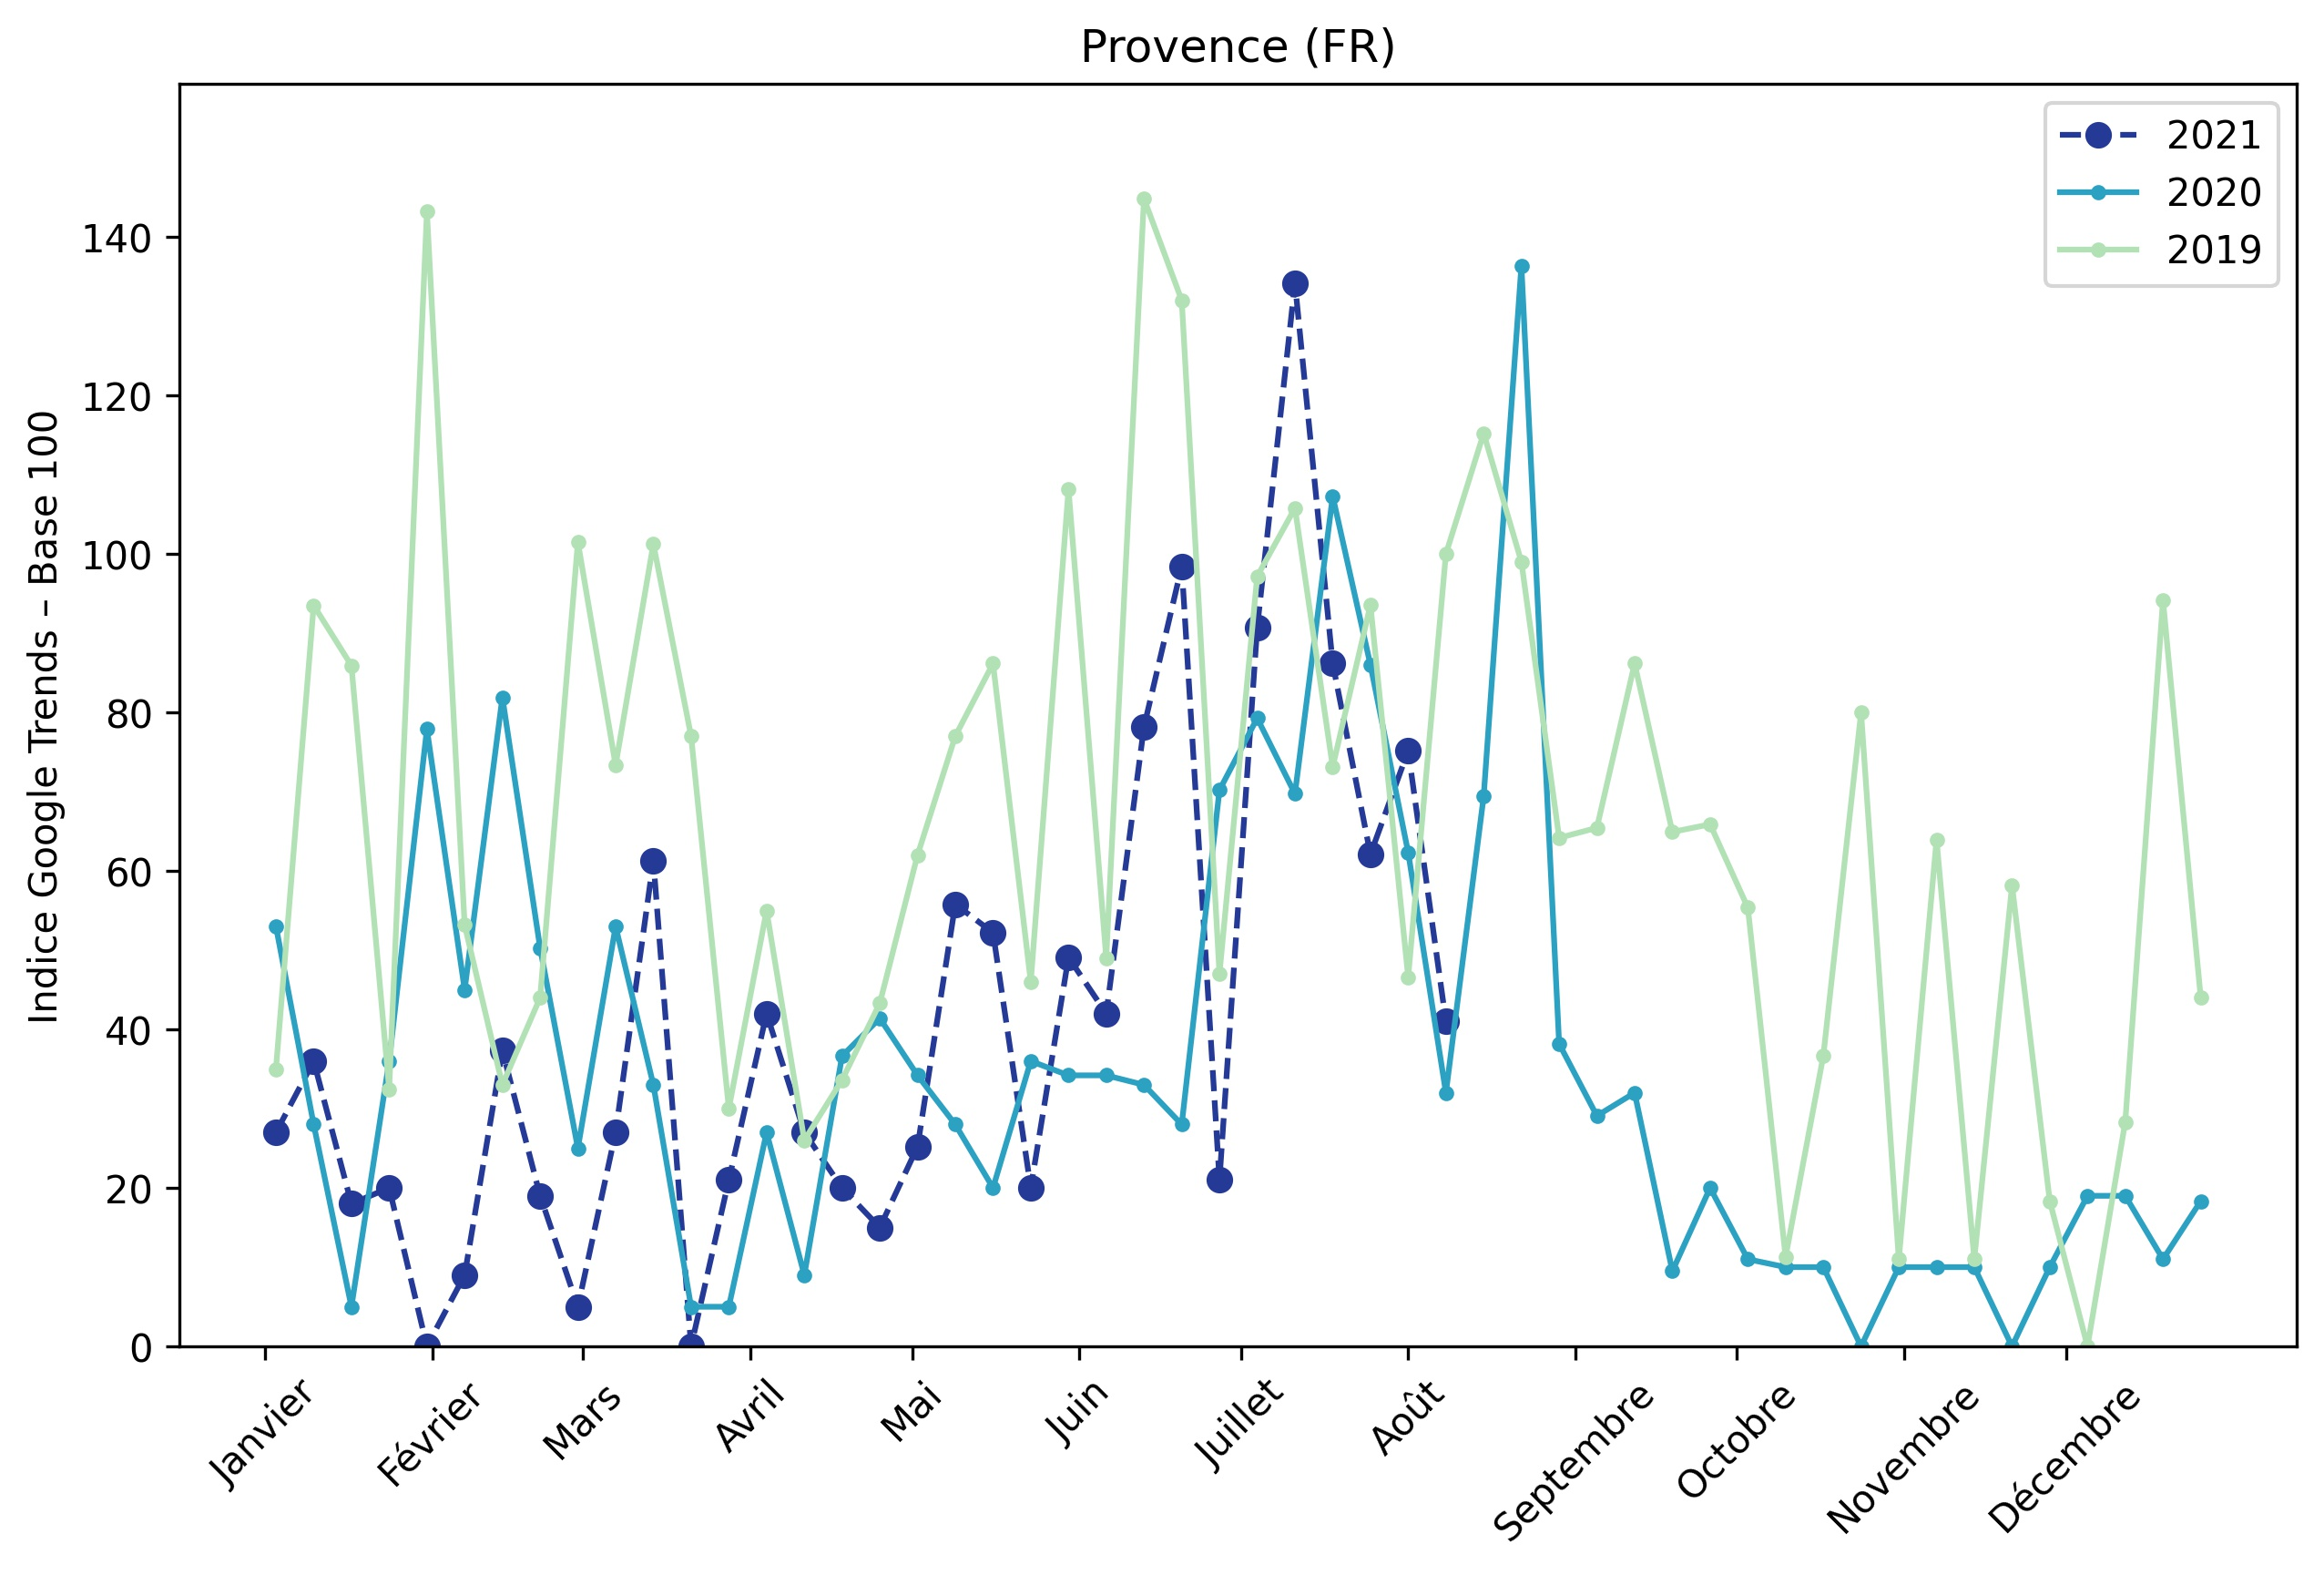 Provence (FR)
Indice Google Trends – Base 100
140
120
100
80
60
40
20
0
2021
2020
2019
Janvier
Février
Mars
Avril
Mai
Juin
Juillet
Août
Septembre
Octobre
Novembre
Décembre